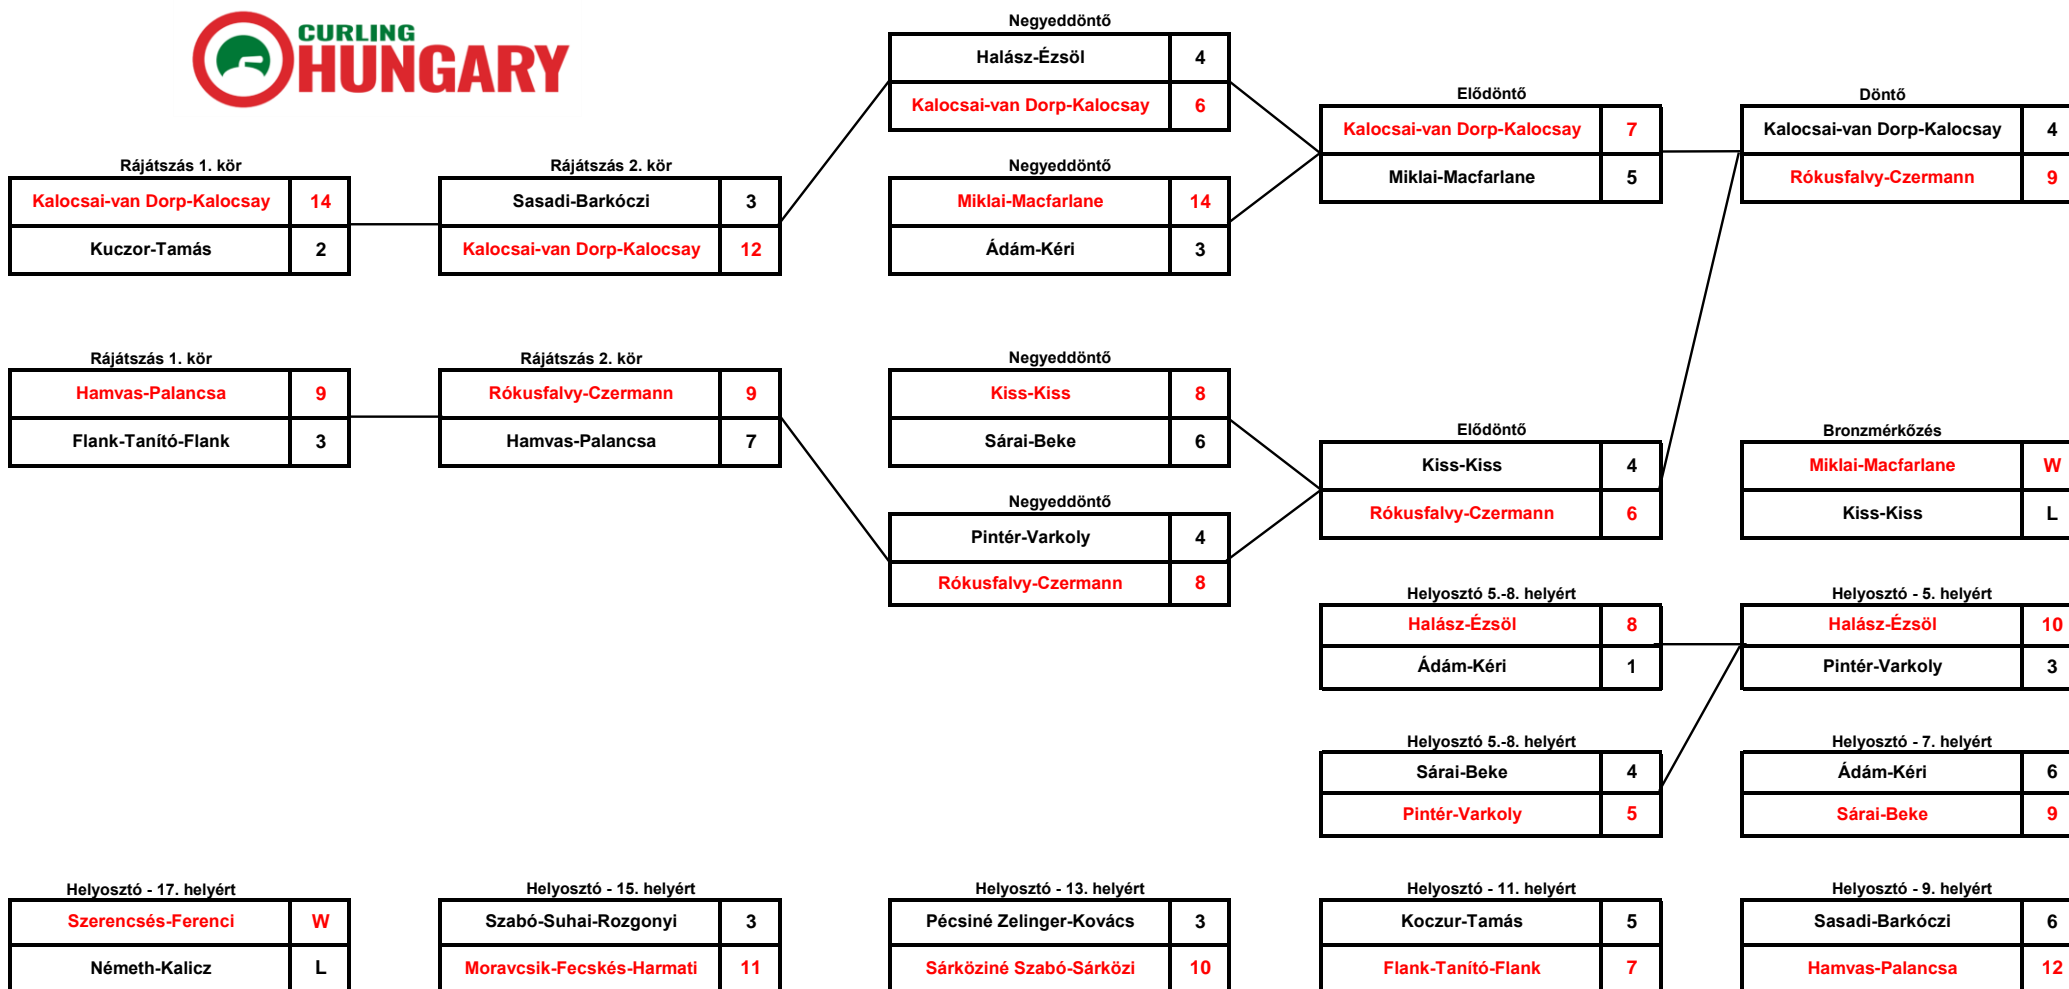 CURLING
HUNGARY
Negyeddöntő
Halász-Ézsöl 4
Kalocsai-van Dorp-Kalocsay 6
Elődöntő
Kalocsai-van Dorp-Kalocsay 7
Miklai-Macfarlane 5
Döntő
Kalocsai-van Dorp-Kalocsay 4
Rókusfalvy-Czermann 9
Rájátszás 1. kör
Kalocsai-van Dorp-Kalocsay 14
Kuczor-Tamás 2
Rájátszás 2. kör
Sasadi-Barkóczi 3
Kalocsai-van Dorp-Kalocsay 12
Negyeddöntő
Miklai-Macfarlane 14
Ádám-Kéri 3
Rájátszás 1. kör
Hamvas-Palancsa 9
Flank-Tanító-Flank 3
Rájátszás 2. kör
Rókusfalvy-Czermann 9
Hamvas-Palancsa 7
Negyeddöntő
Kiss-Kiss 8
Sárai-Beke 6
Elődöntő
Kiss-Kiss 4
Rókusfalvy-Czermann 6
Bronzmérkőzés
Miklai-Macfarlane W
Kiss-Kiss L
Negyeddöntő
Pintér-Varkoly 4
Rókusfalvy-Czermann 8
Helyosztó 5.-8. helyért
Halász-Ézsöl 8
Ádám-Kéri 1
Helyosztó - 5. helyért
Halász-Ézsöl 10
Pintér-Varkoly 3
Helyosztó 5.-8. helyért
Sárai-Beke 4
Pintér-Varkoly 5
Helyosztó - 7. helyért
Ádám-Kéri 6
Sárai-Beke 9
Helyosztó - 17. helyért
Szerencsés-Ferenci W
Németh-Kalicz L
Helyosztó - 15. helyért
Szabó-Suhai-Rozgonyi 3
Moravcsik-Fecskés-Harmati 11
Helyosztó - 13. helyért
Pécsiné Zelinger-Kovács 3
Sárköziné Szabó-Sárközi 10
Helyosztó - 11. helyért
Koczur-Tamás 5
Flank-Tanító-Flank 7
Helyosztó - 9. helyért
Sasadi-Barkóczi 6
Hamvas-Palancsa 12